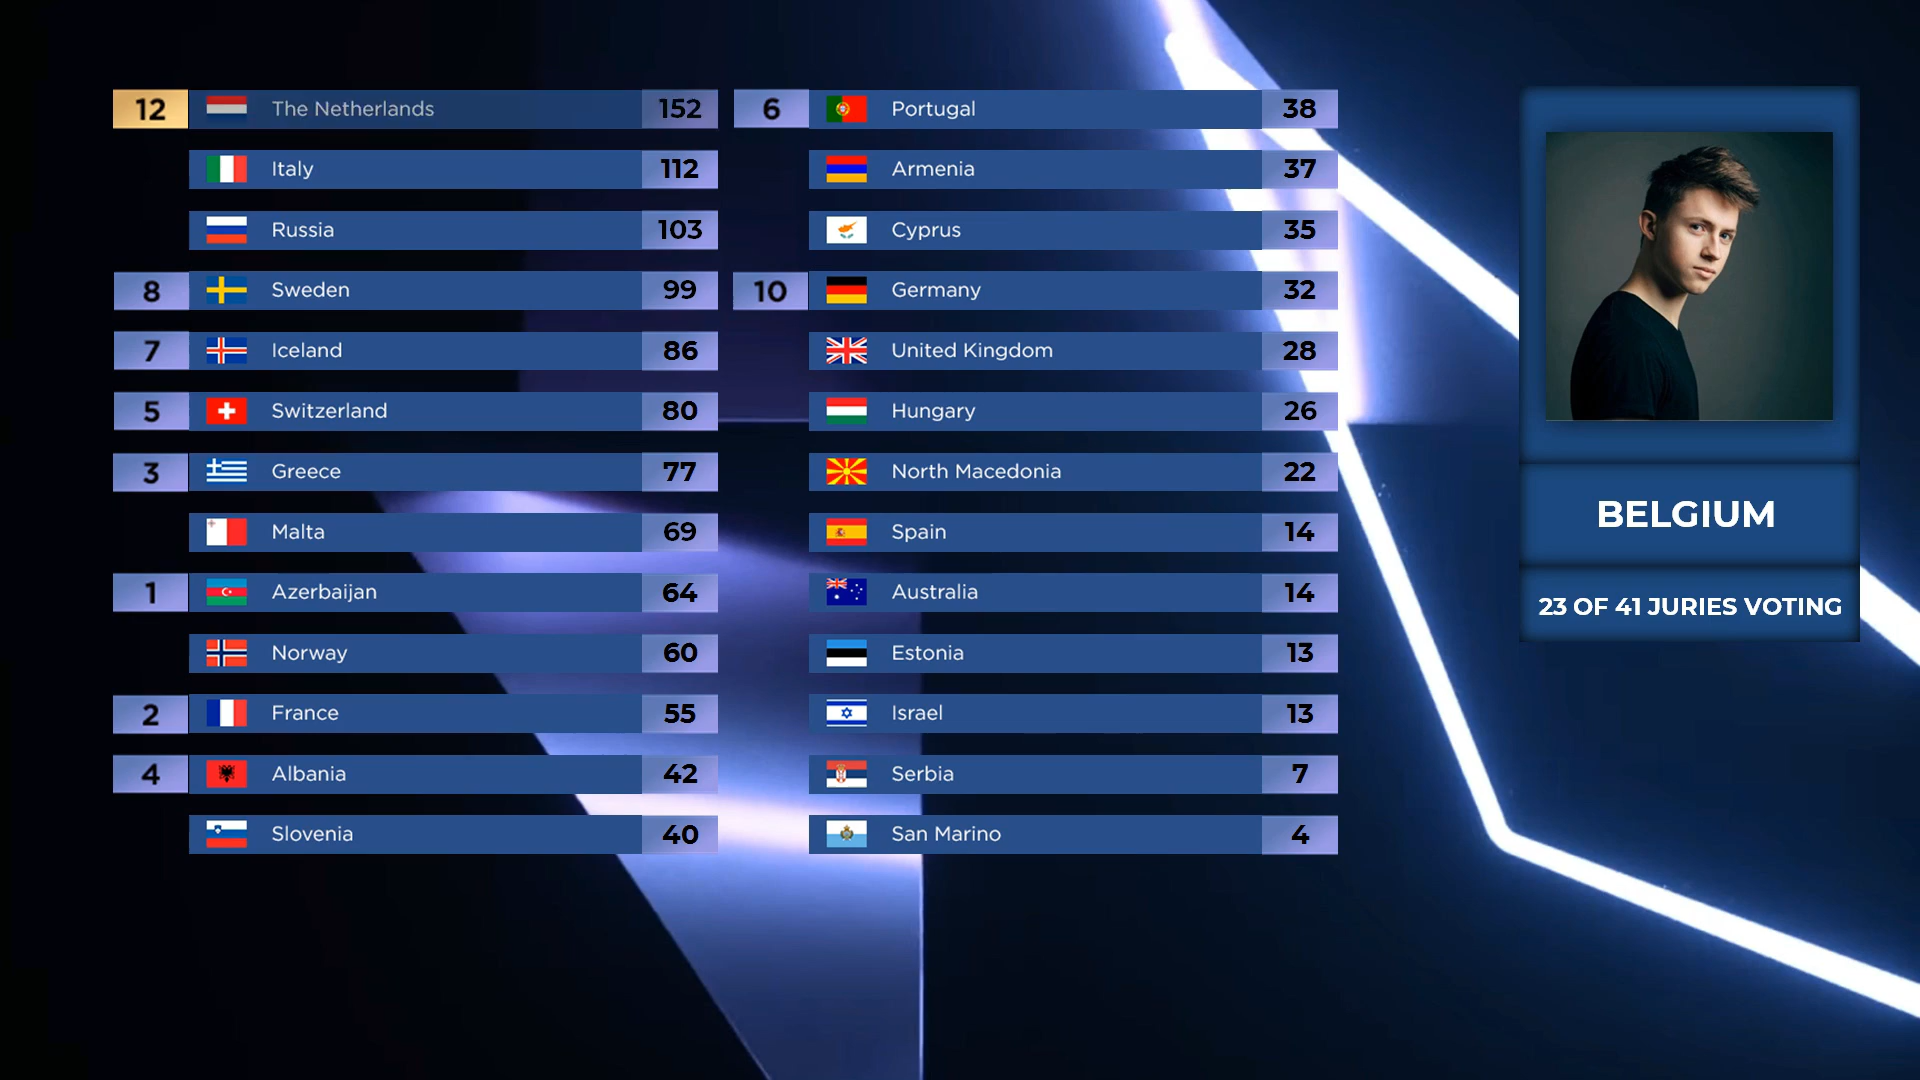 12 The Netherlands 152
Italy 112
Russia 103
8 Sweden 99
7 Iceland 86
5 Switzerland 80
3 Greece 77
Malta 69
1 Azerbaijan 64
Norway 60
2 France 55
4 Albania 42
Slovenia 40
6 Portugal 38
Armenia 37
Cyprus 35
10 Germany 32
United Kingdom 28
Hungary 26
North Macedonia 22
Spain 14
Australia 14
Estonia 13
Israel 13
Serbia 7
San Marino 4
BELGIUM
23 OF 41 JURIES VOTING